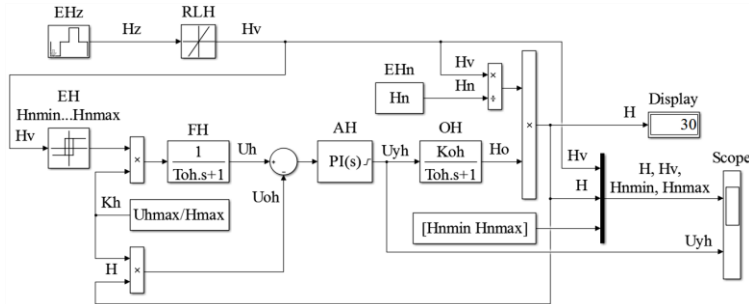 EHz
RLH
Hz
Hv
EHn
Hv
Hn
Hn
×
÷
EH
Hnmin...Hnmax
Hv
FH
AH
OH
H
Display
30
×
1
Toh.s+1
Uh
+
−
PI(s)
Uyh
Koh
Toh.s+1
Ho
×
Hv
Scope
Uoh
Kh
Uhmax/Hmax
H
H, Hv,
Hnmin, Hnmax
[Hnmin Hnmax]
Uyh
H
×